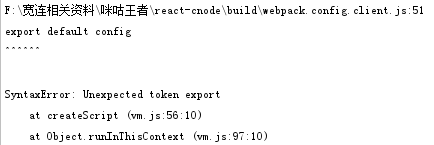 F:\宽连相关资料\咪咕王者\react-cnode\build\webpack.config.client.js:51
export default config
^^^^^^
SyntaxError: Unexpected token export
at createScript (vm.js:56:10)
at Object.runInThisContext (vm.js:97:10)